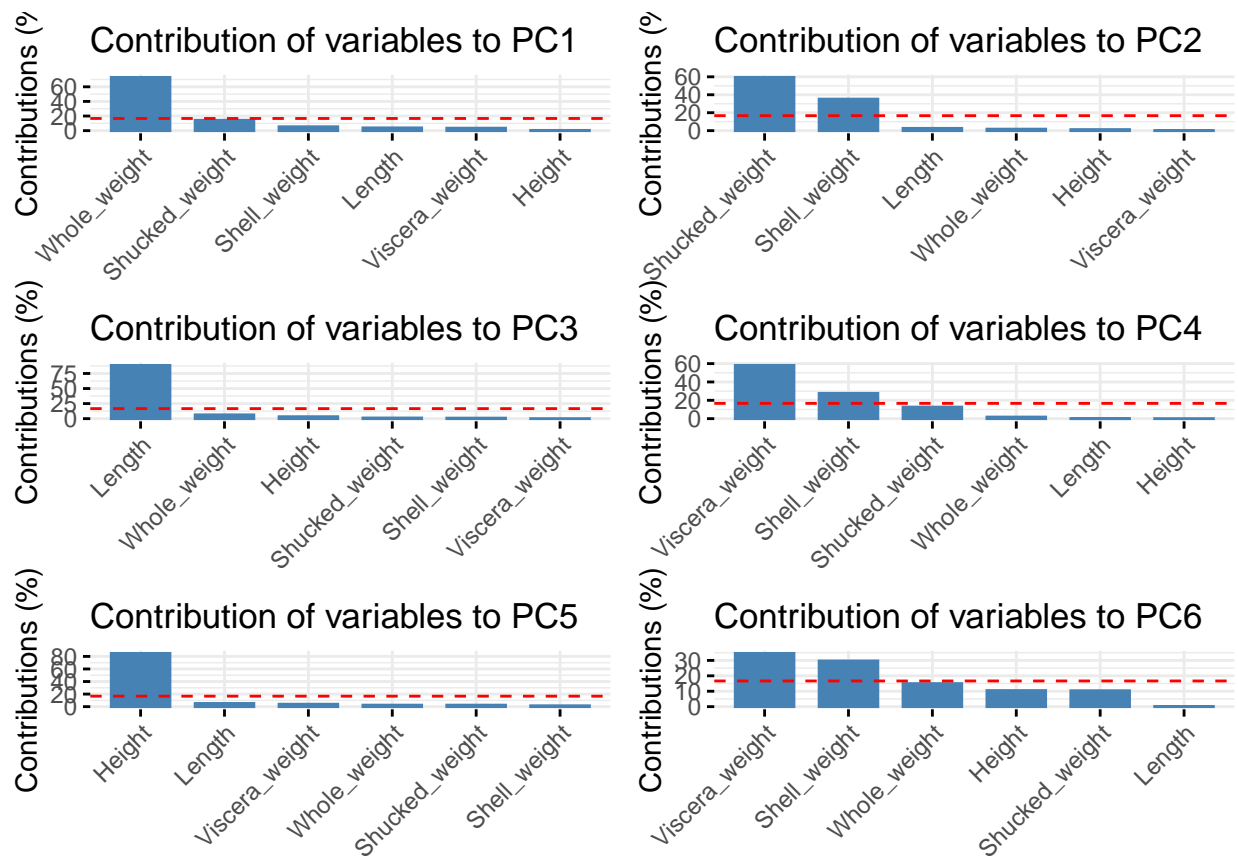 Contribution of variables to PC1
Contributions (%
60
40
20
0
Whole_weight
Shucked_weight
Shell_weight
Length
Viscera_weight
Height
Contribution of variables to PC2
Contributions (%
60
40
20
0
Shucked_weight
Shell_weight
Length
Whole_weight
Height
Viscera_weight
Contribution of variables to PC3
Contributions (%)
75
50
25
0
Length
Whole_weight
Height
Shucked_weight
Shell_weight
Viscera_weight
Contribution of variables to PC4
Contributions (%)
60
40
20
0
Viscera_weight
Shell_weight
Shucked_weight
Whole_weight
Length
Height
Contribution of variables to PC5
Contributions (%)
80
60
40
20
0
Height
Length
Viscera_weight
Whole_weight
Shucked_weight
Shell_weight
Contribution of variables to PC6
Contributions (%)
30
20
10
0
Viscera_weight
Shell_weight
Whole_weight
Height
Shucked_weight
Length